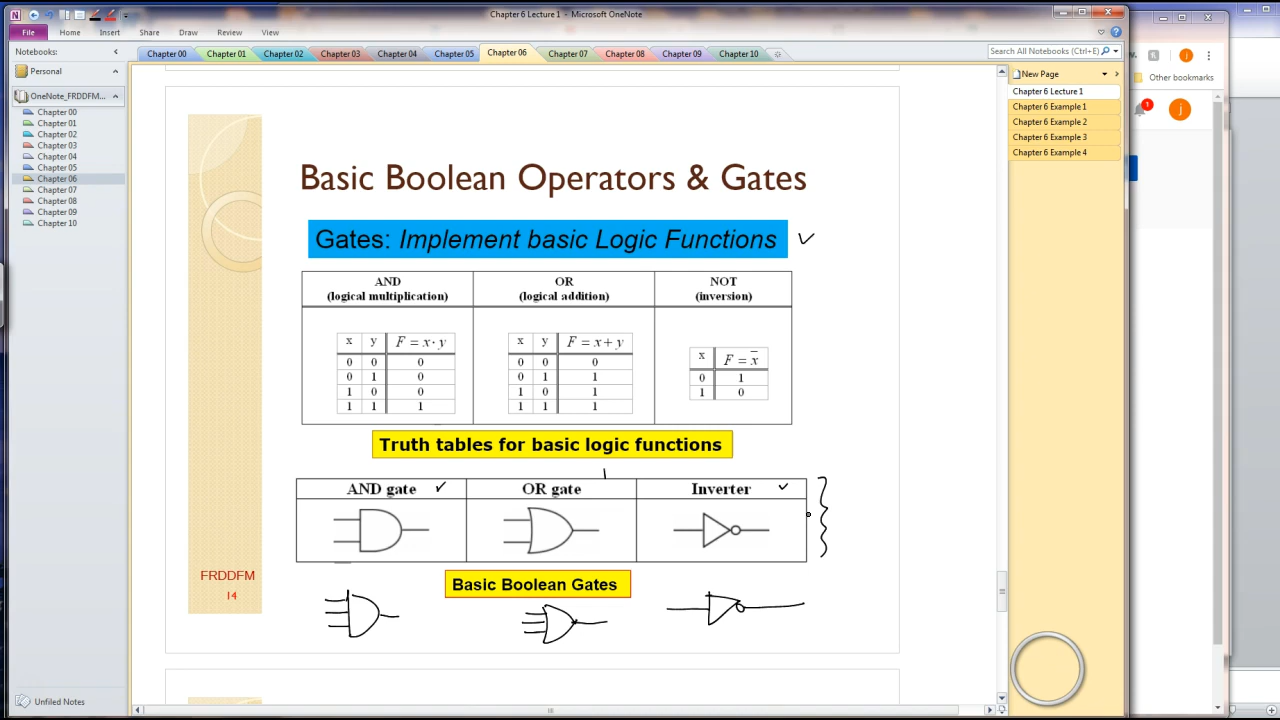 Chapter 6 Lecture 1 - Microsoft OneNote
File Home Insert Share Draw Review View
Notebooks:
Chapter 00 Chapter 01 Chapter 02 Chapter 03 Chapter 04 Chapter 05 Chapter 06 Chapter 07 Chapter 08 Chapter 09 Chapter 10
Search All Notebooks (Ctrl+E)
Other bookmarks
Personal
OneNote_FRDDFM...
Chapter 00
Chapter 01
Chapter 02
Chapter 03
Chapter 04
Chapter 05
Chapter 06
Chapter 07
Chapter 08
Chapter 09
Chapter 10
Unfiled Notes
New Page
Chapter 6 Lecture 1
Chapter 6 Example 1
Chapter 6 Example 2
Chapter 6 Example 3
Chapter 6 Example 4
1
j
j
Basic Boolean Operators & Gates
Gates: Implement basic Logic Functions
AND OR NOT
(logical multiplication) (logical addition) (inversion)
x y F = x · y
0 0 0
0 1 0
1 0 0
1 1 1
x y F = x + y
0 0 0
0 1 1
1 0 1
1 1 1
x F = x̄
0 1
1 0
Truth tables for basic logic functions
AND gate OR gate Inverter
Basic Boolean Gates
FRDDFM
14